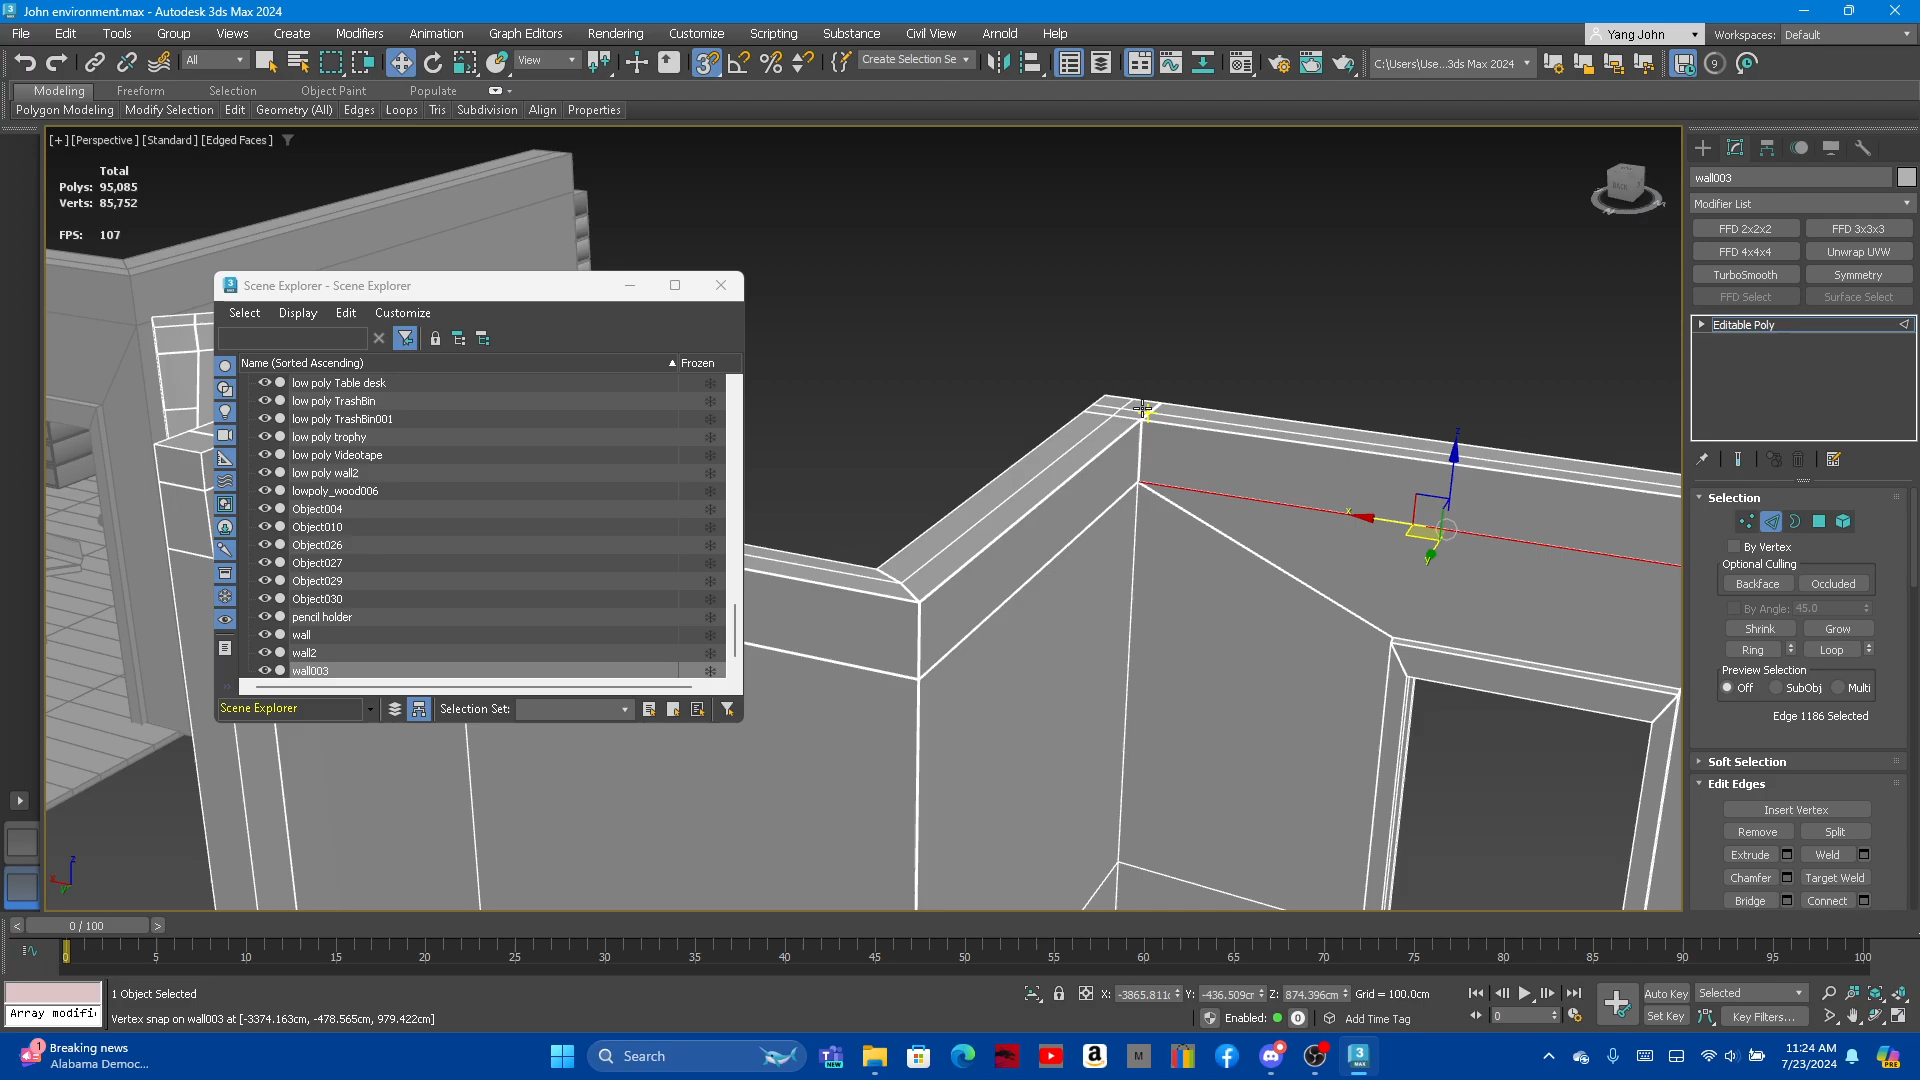 John environment.max - Autodesk 3ds Max 2024
File Edit Tools Group Views Create Modifiers Animation Graph Editors Rendering Customize Scripting Substance Civil View Arnold Help
Yang John
Workspaces: Default
All
View
Create Selection Se
C:\Users\Use...3ds Max 2024
9
Modeling Freeform Selection Object Paint Populate
Polygon Modeling Modify Selection Edit Geometry (All) Edges Loops Tris Subdivision Align Properties
[+] [Perspective] [Standard] [Edged Faces]
Total
Polys: 95,085
Verts: 85,752
FPS: 107
BACK
Scene Explorer - Scene Explorer
Select Display Edit Customize
Name (Sorted Ascending) Frozen
low poly Table desk
low poly TrashBin
low poly TrashBin001
low poly trophy
low poly Videotape
low poly wall2
lowpoly_wood006
Object004
Object010
Object026
Object027
Object029
Object030
pencil holder
wall
wall2
wall003
Scene Explorer
Selection Set:
x
y
z
wall003
Modifier List
FFD 2x2x2 FFD 3x3x3
FFD 4x4x4 Unwrap UVW
TurboSmooth Symmetry
FFD Select Surface Select
Editable Poly
Selection
By Vertex
Optional Culling
Backface Occluded
By Angle: 45.0
Shrink Grow
Ring Loop
Preview Selection
Off SubObj Multi
Edge 1186 Selected
Soft Selection
Edit Edges
Insert Vertex
Remove Split
Extrude Weld
Chamfer Target Weld
Bridge Connect
x y z
< 0 / 100 >
0 5 10 15 20 25 30 35 40 45 50 55 60 65 70 75 80 85 90 95 100
1 Object Selected
Array modifi
Vertex snap on wall003 at [-3374.163cm, -478.565cm, 979.422cm]
X: -3865.811c Y: -436.509cr Z: 874.396cm Grid = 100.0cm
Enabled: 0 Add Time Tag
0
Auto Key Selected
Set Key Key Filters...
Breaking news
Alabama Democ...
Search
NEW
M
3
MAX
11:24 AM
7/23/2024
PRE